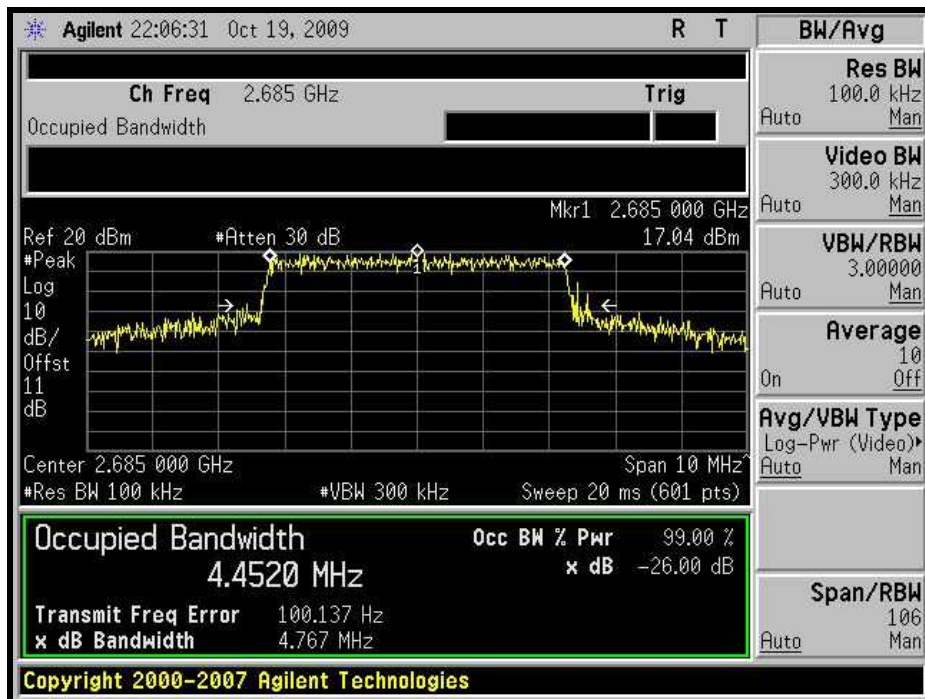 Agilent 22:06:31 Oct 19, 2009 R T
Ch Freq 2.685 GHz Trig
Occupied Bandwidth
Mkr1 2.685 000 GHz
Ref 20 dBm #Atten 30 dB 17.04 dBm
#Peak
Log
10
dB/
Offst
11
dB
1
Center 2.685 000 GHz Span 10 MHz^
#Res BW 100 kHz #VBW 300 kHz Sweep 20 ms (601 pts)
Occupied Bandwidth
4.4520 MHz
Occ BW % Pwr 99.00 %
x dB -26.00 dB
Transmit Freq Error 100.137 Hz
x dB Bandwidth 4.767 MHz
Copyright 2000-2007 Agilent Technologies
BW/Avg
Res BW
100.0 kHz
Auto Man
Video BW
300.0 kHz
Auto Man
VBW/RBW
3.00000
Auto Man
Average
10
On Off
Avg/VBW Type
Log-Pwr (Video)
Auto Man
Span/RBW
106
Auto Man